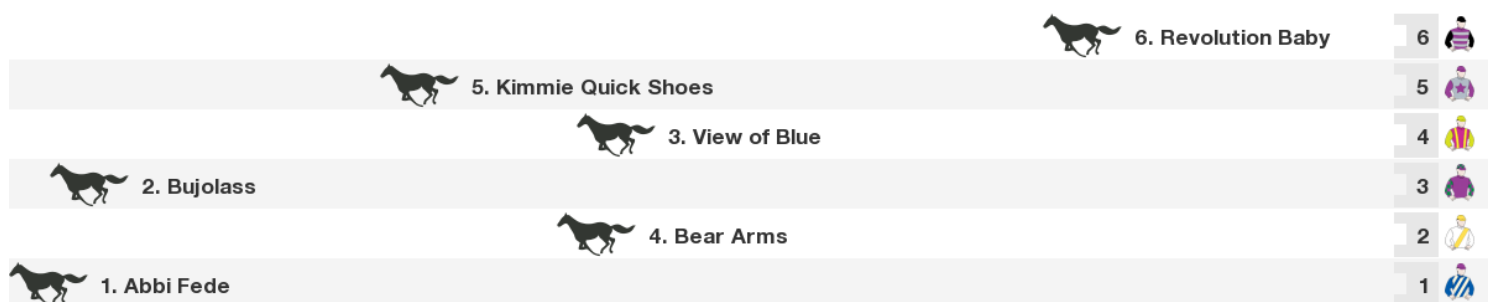 6. Revolution Baby 6
5. Kimmie Quick Shoes 5
3. View of Blue 4
2. Bujolass 3
4. Bear Arms 2
1. Abbi Fede 1